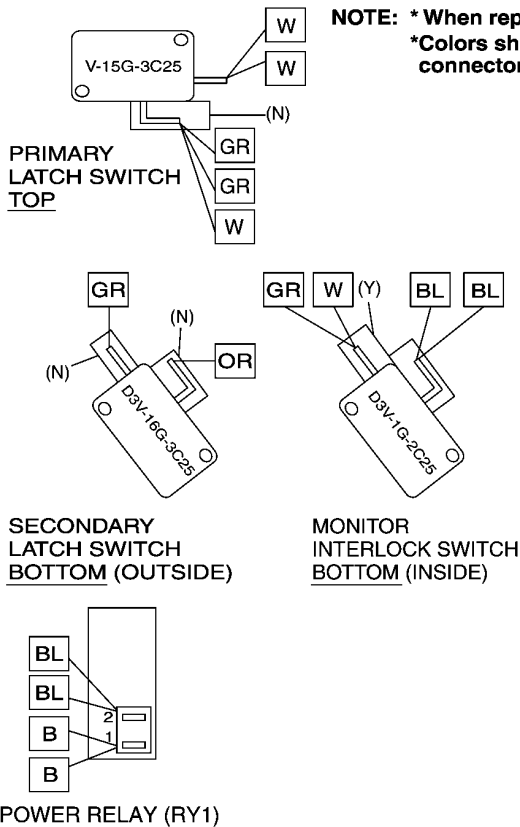 NOTE: * When rep
*Colors sh
connector
V-15G-3C25
W
W
(N)
GR
GR
W
PRIMARY
LATCH SWITCH
TOP
GR
(N)
(N)
OR
D3V-16G-3C25
SECONDARY
LATCH SWITCH
BOTTOM (OUTSIDE)
GR
W
(Y)
BL
BL
D3V-1G-2C25
MONITOR
INTERLOCK SWITCH
BOTTOM (INSIDE)
BL
BL
B
B
2
1
POWER RELAY (RY1)